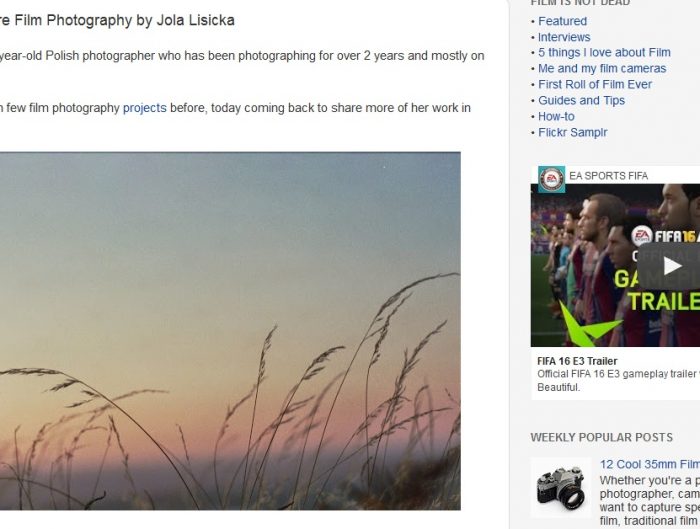 re Film Photography by Jola Lisicka
year-old Polish photographer who has been photographing for over 2 years and mostly on
n few film photography projects before, today coming back to share more of her work in
FILM IS NOT DEAD
• Featured
• Interviews
• 5 things I love about Film
• Me and my film cameras
• First Roll of Film Ever
• Guides and Tips
• How-to
• Flickr Samplr
EA SPORTS FIFA
EA FIFA 16
GAM
TRAILE
FIFA 16 E3 Trailer
Official FIFA 16 E3 gameplay trailer
Beautiful.
WEEKLY POPULAR POSTS
12 Cool 35mm Film
Whether you're a p
photographer, cam
want to capture sp
film, traditional film